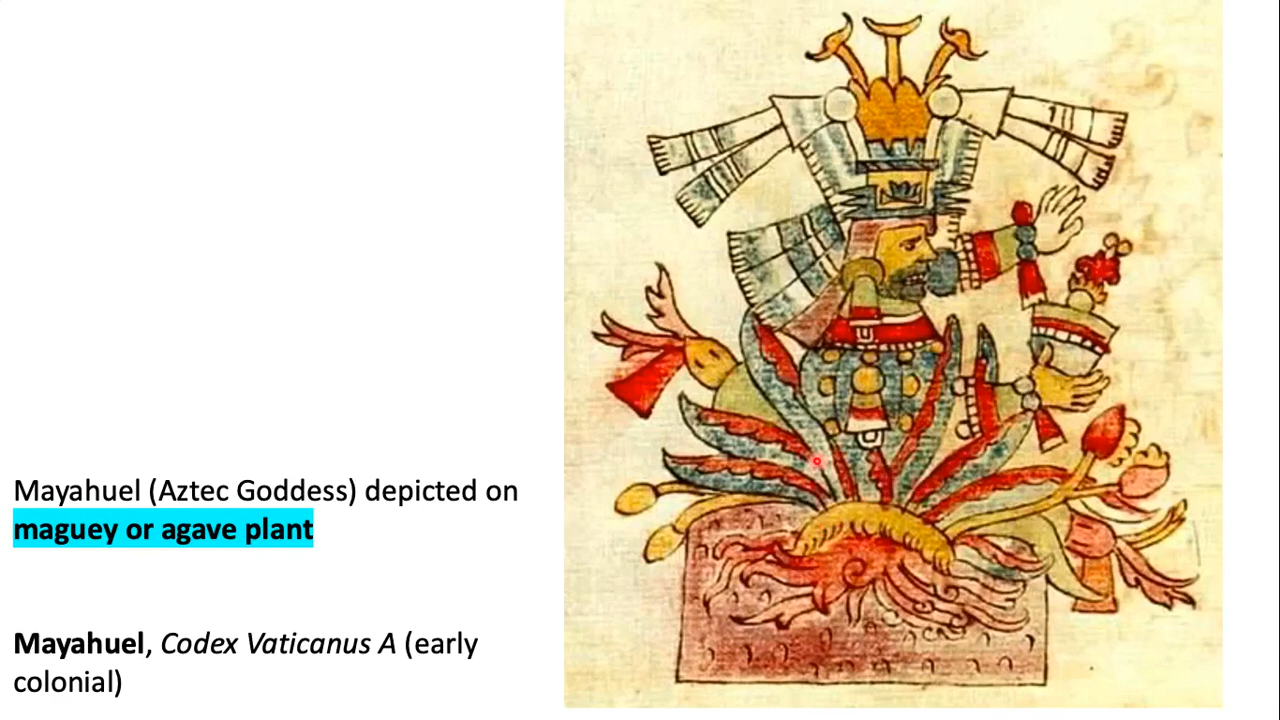 Mayahuel (Aztec Goddess) depicted on
maguey or agave plant
Mayahuel, Codex Vaticanus A (early
colonial)